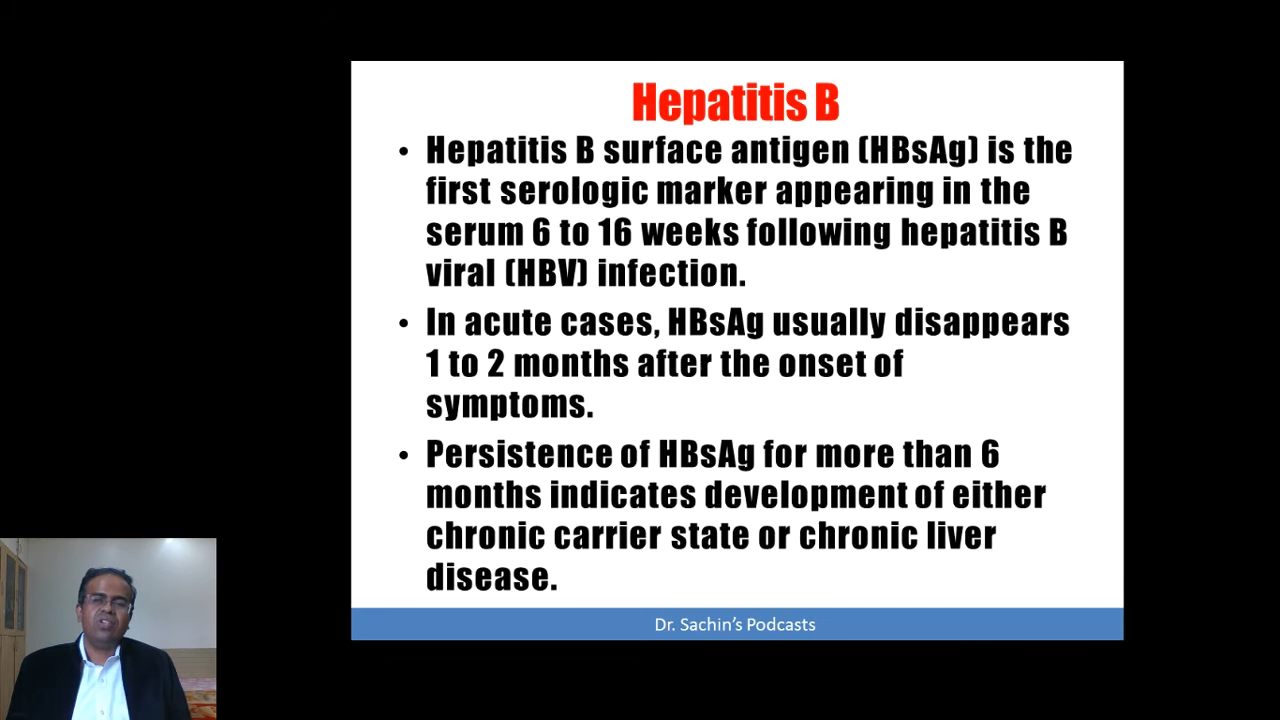 Hepatitis B
• Hepatitis B surface antigen (HBsAg) is the
first serologic marker appearing in the
serum 6 to 16 weeks following hepatitis B
viral (HBV) infection.
• In acute cases, HBsAg usually disappears
1 to 2 months after the onset of
symptoms.
• Persistence of HBsAg for more than 6
months indicates development of either
chronic carrier state or chronic liver
disease.
Dr. Sachin’s Podcasts